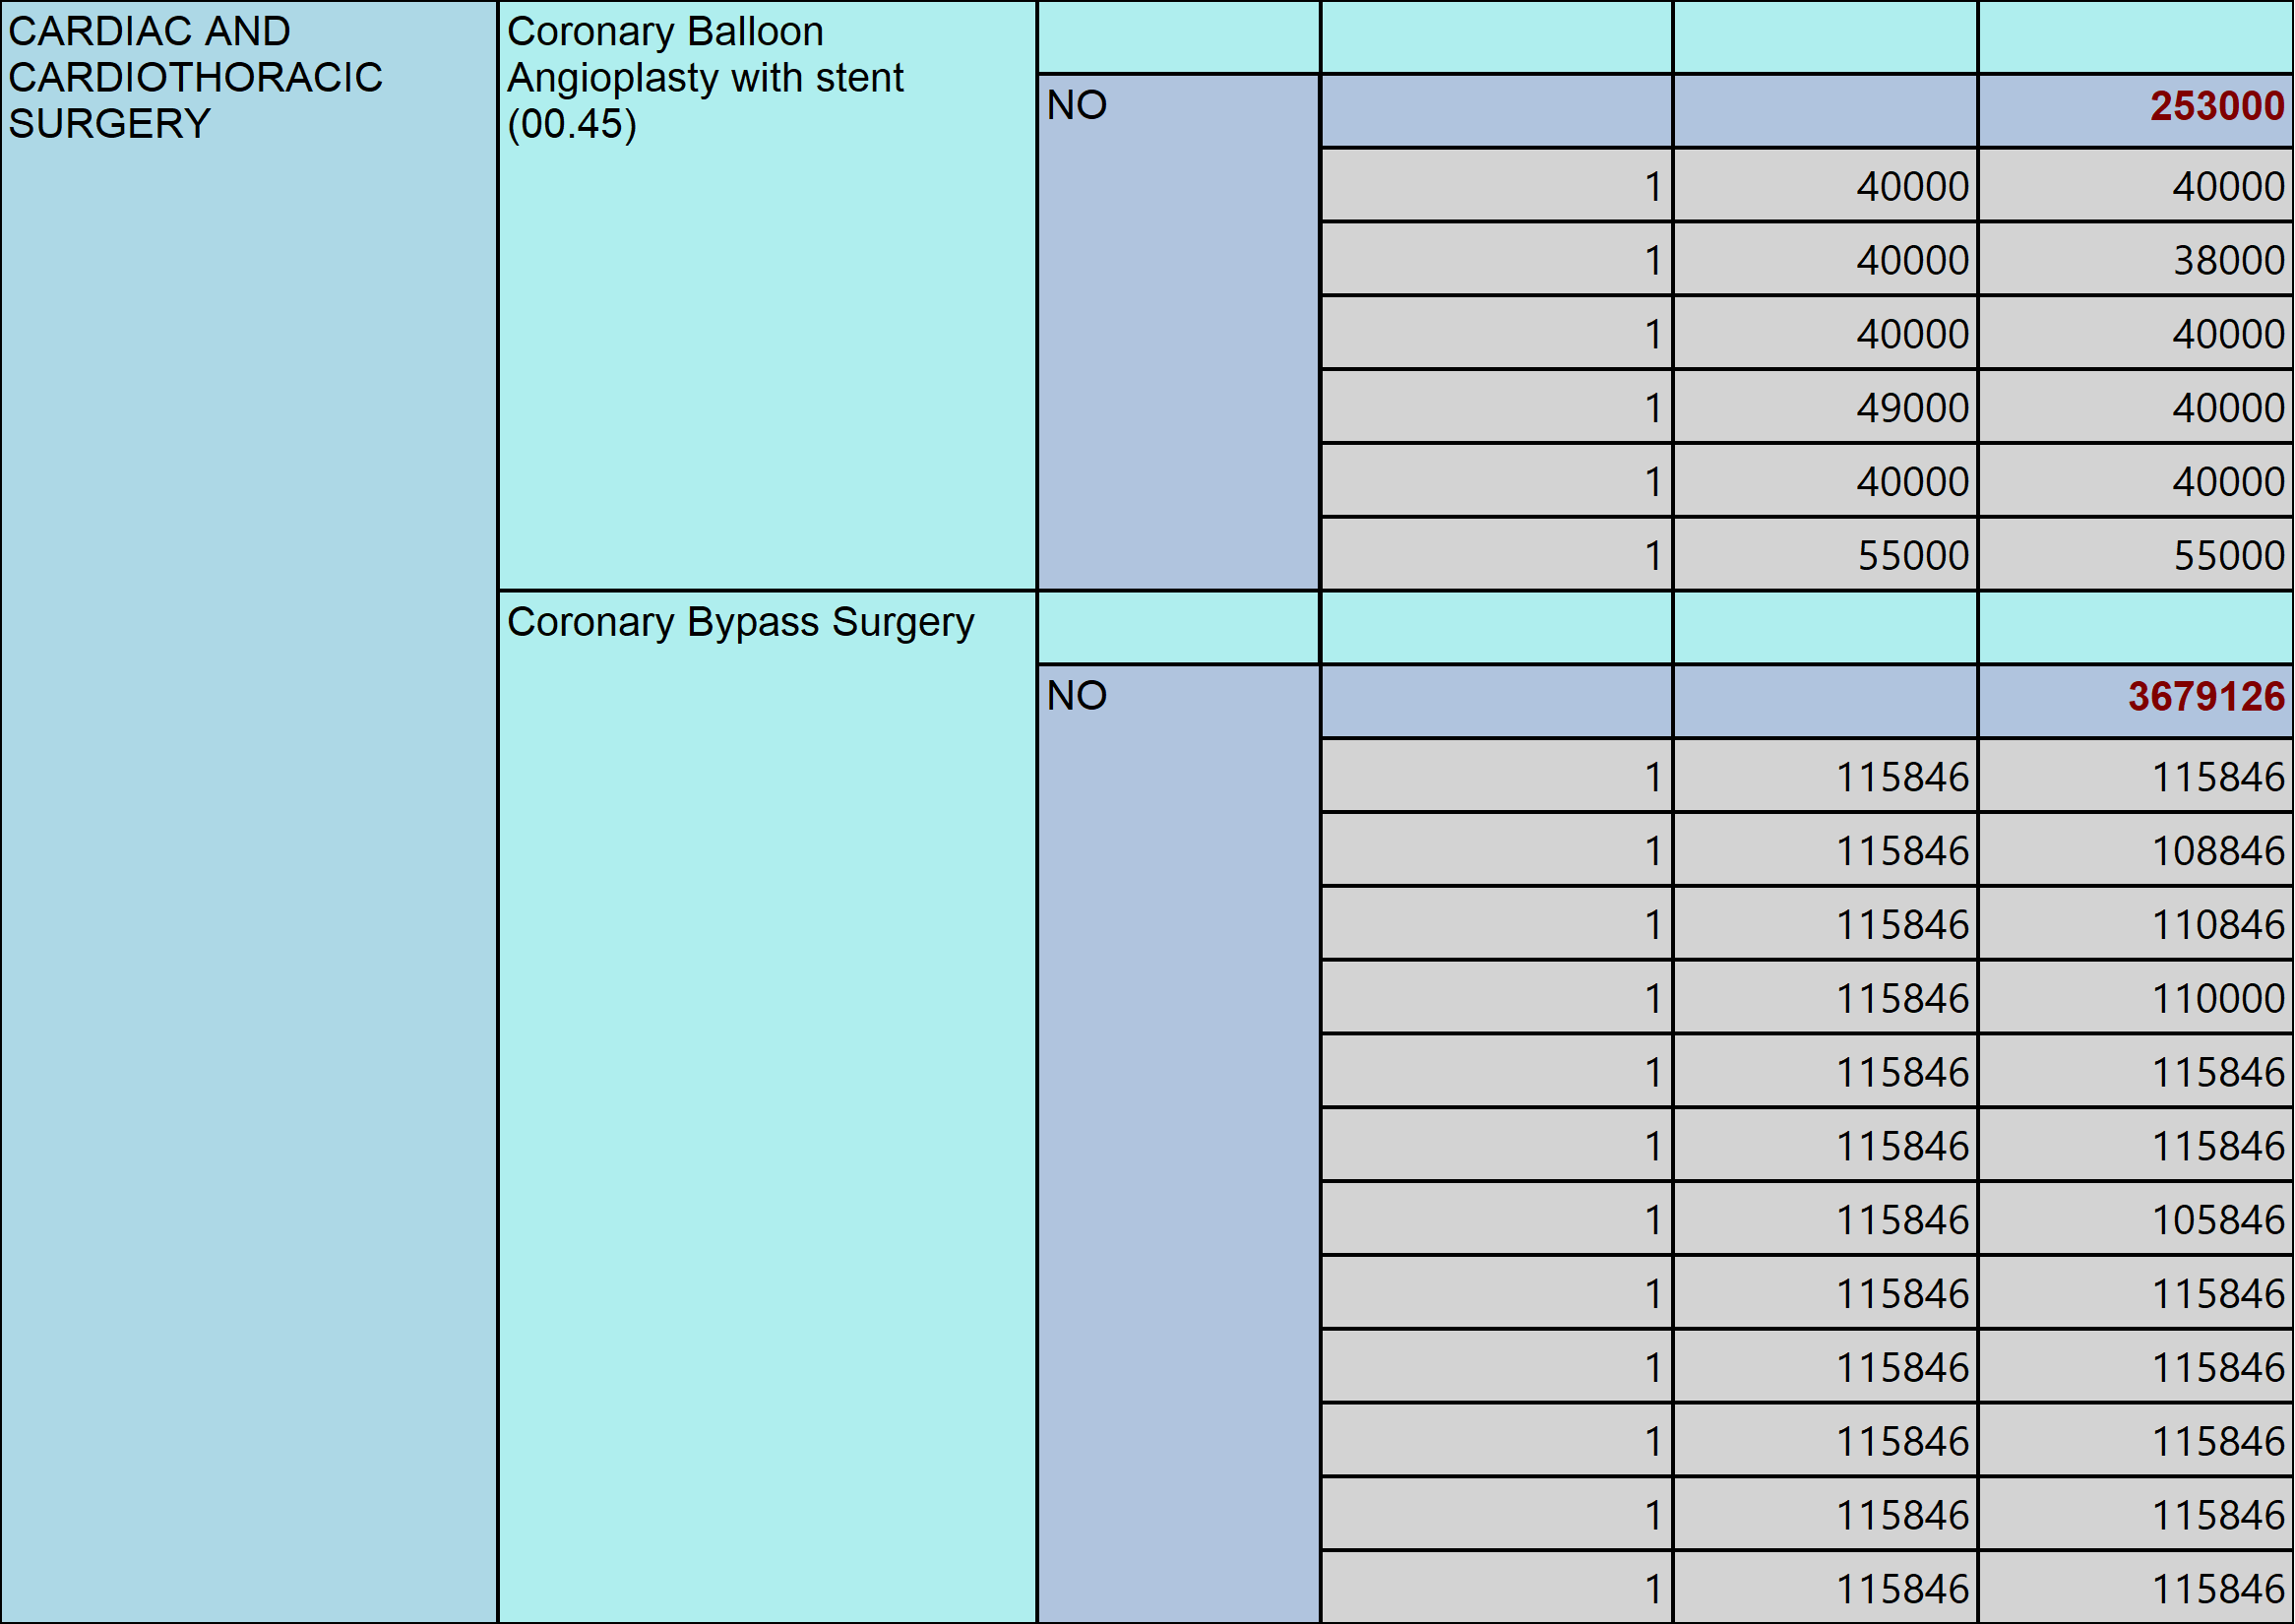 CARDIAC AND
CARDIOTHORACIC
SURGERY
Coronary Balloon
Angioplasty with stent
(00.45)
NO 253000
1 40000 40000
1 40000 38000
1 40000 40000
1 49000 40000
1 40000 40000
1 55000 55000
Coronary Bypass Surgery
NO 3679126
1 115846 115846
1 115846 108846
1 115846 110846
1 115846 110000
1 115846 115846
1 115846 115846
1 115846 105846
1 115846 115846
1 115846 115846
1 115846 115846
1 115846 115846
1 115846 115846